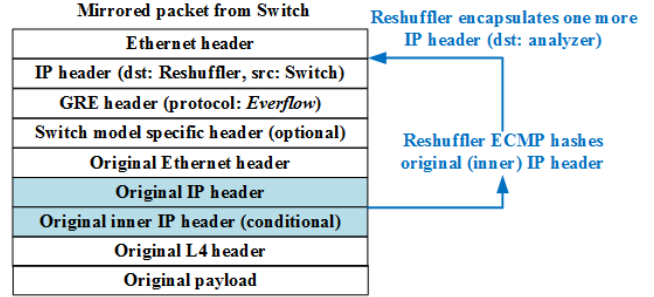 Mirrored packet from Switch
Ethernet header
IP header (dst: Reshuffler, src: Switch)
GRE header (protocol: Everflow)
Switch model specific header (optional)
Original Ethernet header
Original IP header
Original inner IP header (conditional)
Original L4 header
Original payload
Reshuffler encapsulates one more
IP header (dst: analyzer)
Reshuffler ECMP hashes
original (inner) IP header